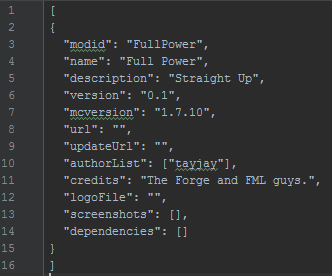 1 [
2 {
3 "modid": "FullPower",
4 "name": "Full Power",
5 "description": "Straight Up",
6 "version": "0.1",
7 "mcversion": "1.7.10",
8 "url": "",
9 "updateUrl": "",
10 "authorList": ["tayjay"],
11 "credits": "The Forge and FML guys.",
12 "logoFile": "",
13 "screenshots": [],
14 "dependencies": []
15 }
16 ]